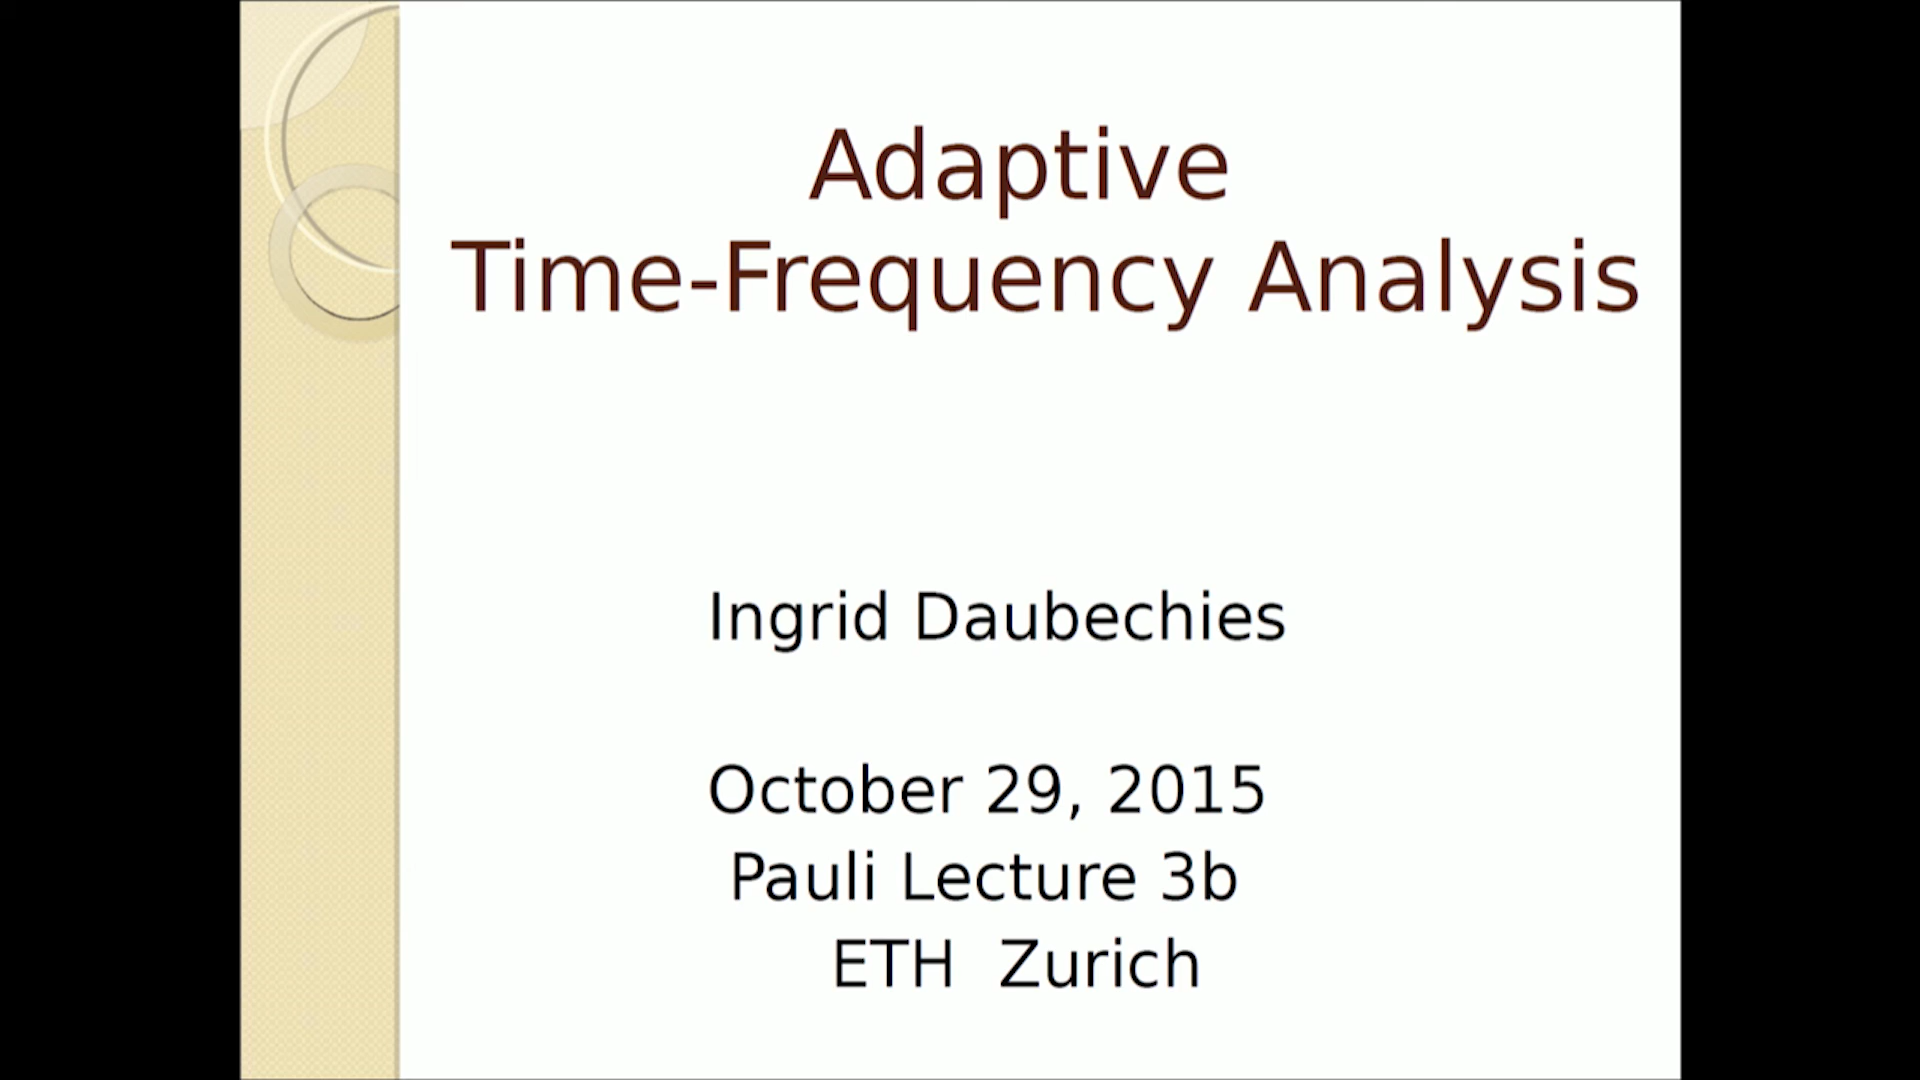 Adaptive
Time-Frequency Analysis
Ingrid Daubechies
October 29, 2015
Pauli Lecture 3b
ETH Zurich